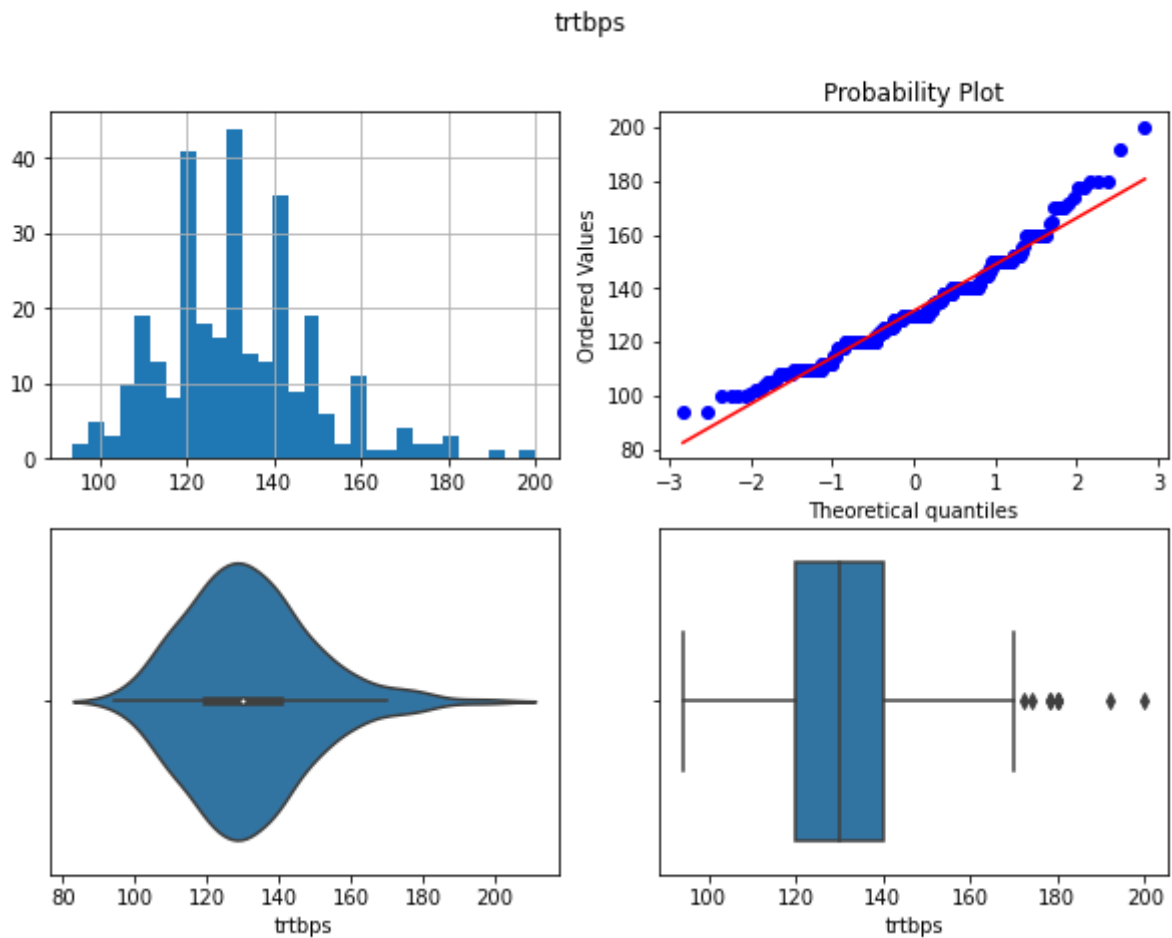 trtbps
40
30
20
10
0
100 120 140 160 180 200
Probability Plot
Ordered Values
200
180
160
140
120
100
80
−3 −2 −1 0 1 2 3
Theoretical quantiles
80 100 120 140 160 180 200
trtbps
100 120 140 160 180 200
trtbps